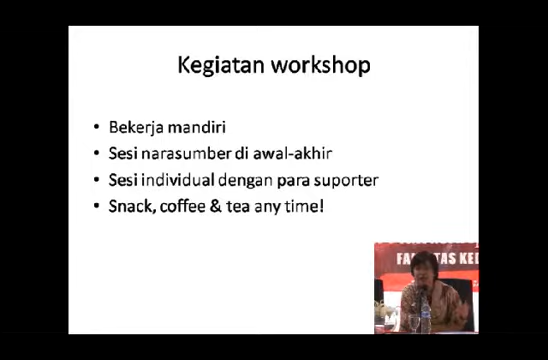 Kegiatan workshop
• Bekerja mandiri
• Sesi narasumber di awal-akhir
• Sesi individual dengan para suporter
• Snack, coffee & tea any time!